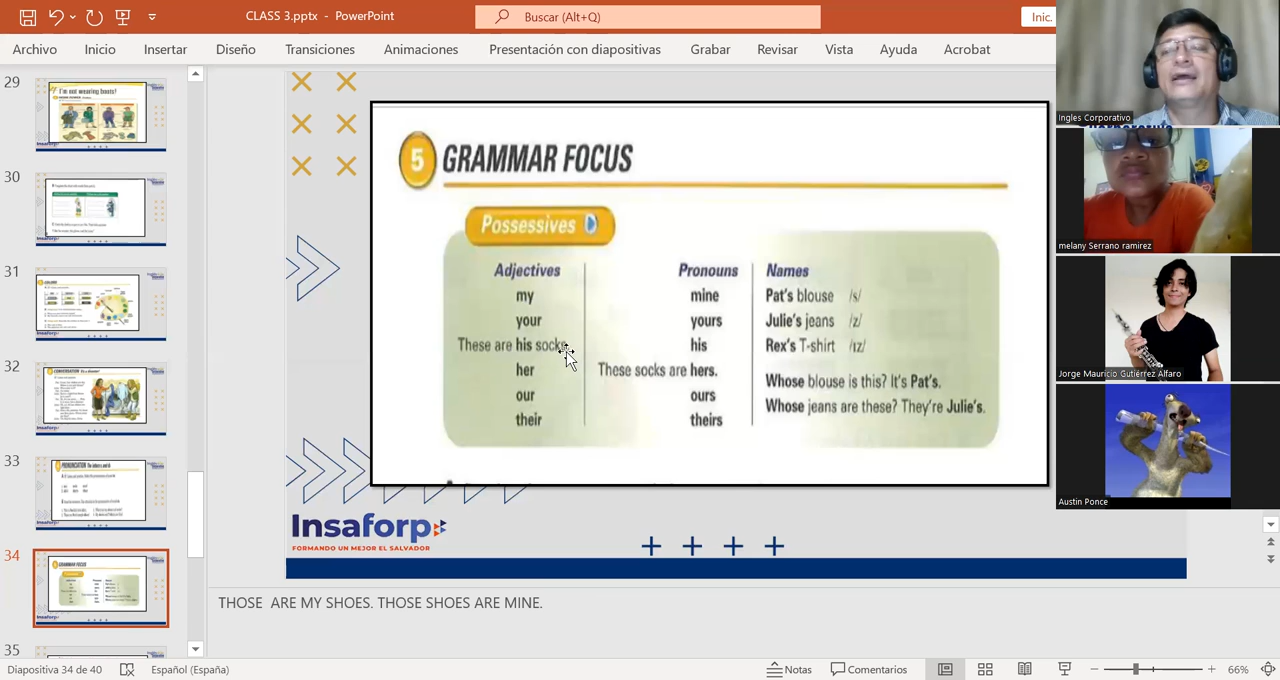 CLASS 3.pptx - PowerPoint
Buscar (Alt+Q)
Inic.
Archivo Inicio Insertar Diseño Transiciones Animaciones Presentación con diapositivas Grabar Revisar Vista Ayuda Acrobat
29
I'm not wearing boots!
30
31
COLORS
32
CONVERSATION
33
PRONUNCIATION
34
GRAMMAR FOCUS
35
5 GRAMMAR FOCUS
Possessives
Adjectives Pronouns Names
my mine Pat's blouse /s/
your yours Julie's jeans /z/
These are his socks. his Rex's T-shirt /ɪz/
her These socks are hers.
Whose blouse is this? It's Pat's.
our ours
Whose jeans are these? They're Julie's.
their theirs
Insaforp
FORMANDO UN MEJOR EL SALVADOR
THOSE ARE MY SHOES. THOSE SHOES ARE MINE.
Ingles Corporativo
melany Serrano ramirez
Jorge Mauricio Gutiérrez Alfaro
Austin Ponce
Diapositiva 34 de 40 Español (España) Notas Comentarios 66%